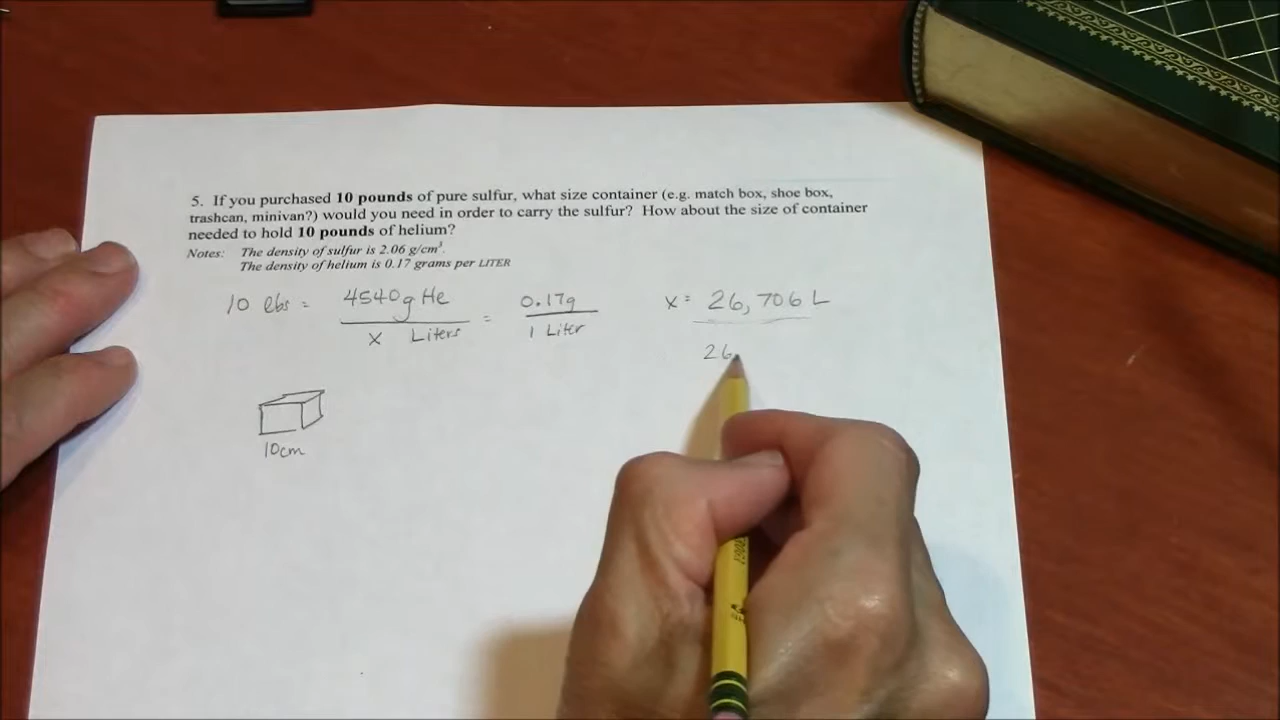 5. If you purchased 10 pounds of pure sulfur, what size container (e.g. match box, shoe box,
trashcan, minivan?) would you need in order to carry the sulfur? How about the size of container
needed to hold 10 pounds of helium?
Notes: The density of sulfur is 2.06 g/cm³.
The density of helium is 0.17 grams per LITER
10 lbs = 4540g He / x Liters = 0.17g / 1 Liter x = 26,706 L
26
10cm